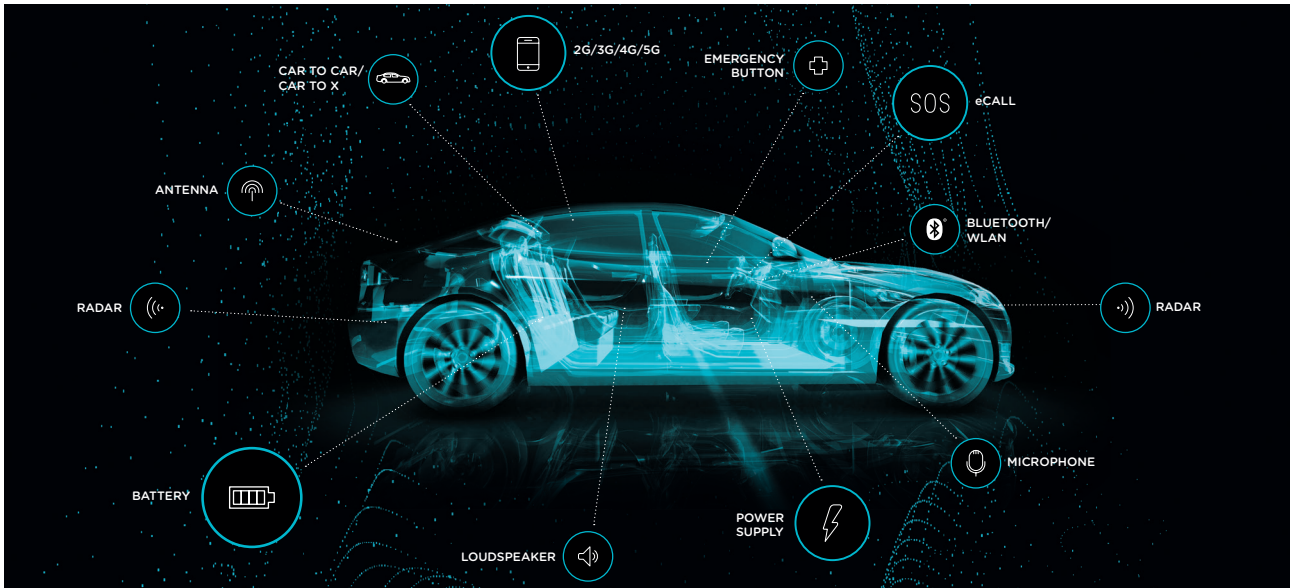 2G/3G/4G/5G
EMERGENCY
BUTTON
CAR TO CAR/
CAR TO X
SOS
eCALL
ANTENNA
BLUETOOTH/
WLAN
RADAR
RADAR
MICROPHONE
BATTERY
POWER
SUPPLY
LOUDSPEAKER